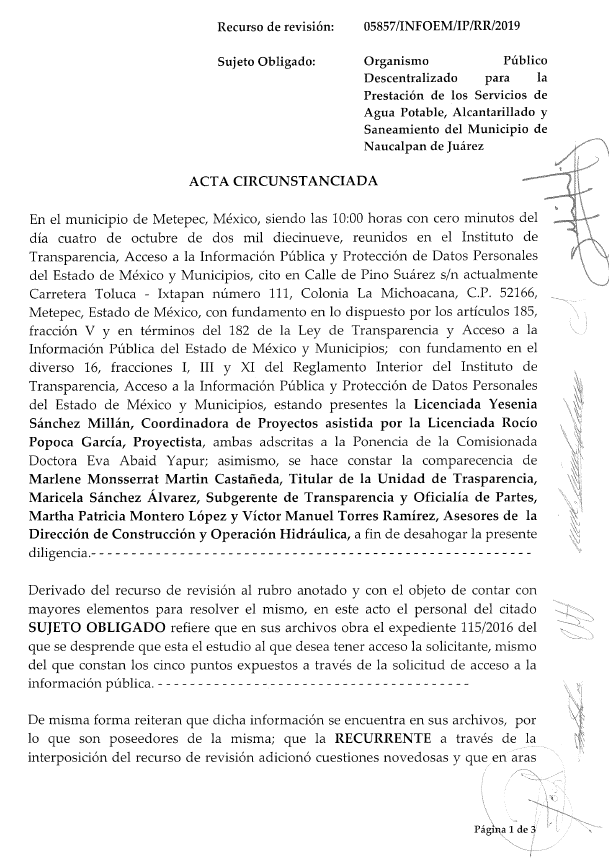 Recurso de revisión: 05857/INFOEM/IP/RR/2019
Sujeto Obligado: Organismo Público
Descentralizado para la
Prestación de los Servicios de
Agua Potable, Alcantarillado y
Saneamiento del Municipio de
Naucalpan de Juárez
ACTA CIRCUNSTANCIADA
En el municipio de Metepec, México, siendo las 10:00 horas con cero minutos del
día cuatro de octubre de dos mil diecinueve, reunidos en el Instituto de
Transparencia, Acceso a la Información Pública y Protección de Datos Personales
del Estado de México y Municipios, cito en Calle de Pino Suárez s/n actualmente
Carretera Toluca - Ixtapan número 111, Colonia La Michoacana, C.P. 52166,
Metepec, Estado de México, con fundamento en lo dispuesto por los artículos 185,
fracción V y en términos del 182 de la Ley de Transparencia y Acceso a la
Información Pública del Estado de México y Municipios; con fundamento en el
diverso 16, fracciones I, III y XI del Reglamento Interior del Instituto de
Transparencia, Acceso a la Información Pública y Protección de Datos Personales
del Estado de México y Municipios, estando presentes la Licenciada Yesenia
Sánchez Millán, Coordinadora de Proyectos asistida por la Licenciada Rocío
Popoca García, Proyectista, ambas adscritas a la Ponencia de la Comisionada
Doctora Eva Abaid Yapur; asimismo, se hace constar la comparecencia de
Marlene Monsserrat Martin Castañeda, Titular de la Unidad de Trasparencia,
Maricela Sánchez Álvarez, Subgerente de Transparencia y Oficialía de Partes,
Martha Patricia Montero López y Víctor Manuel Torres Ramírez, Asesores de la
Dirección de Construcción y Operación Hidráulica, a fin de desahogar la presente
diligencia.- - - - - - - - - - - - - - - - - - - - - - - - - - - - - - - - - - - - - - - - - - - - - - - - - - - - - -
Derivado del recurso de revisión al rubro anotado y con el objeto de contar con
mayores elementos para resolver el mismo, en este acto el personal del citado
SUJETO OBLIGADO refiere que en sus archivos obra el expediente 115/2016 del
que se desprende que esta el estudio al que desea tener acceso la solicitante, mismo
del que constan los cinco puntos expuestos a través de la solicitud de acceso a la
información pública. - - - - - - - - - - - - - - - - - - - - - - - - - - - - - - - - - - - - - -
De misma forma reiteran que dicha información se encuentra en sus archivos, por
lo que son poseedores de la misma; que la RECURRENTE a través de la
interposición del recurso de revisión adicionó cuestiones novedosas y que en aras
Página 1 de 3